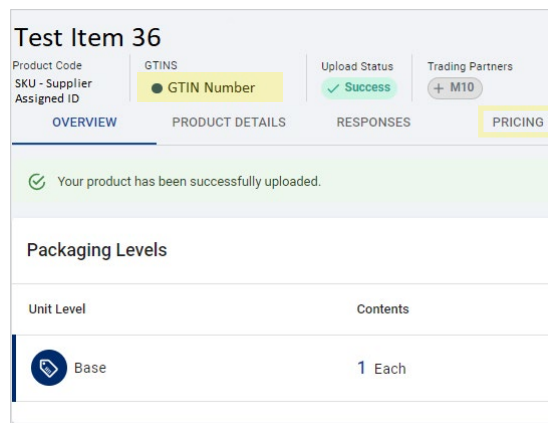 Test Item 36
Product Code GTINS Upload Status Trading Partners
SKU - Supplier Assigned ID
GTIN Number Success + M10
OVERVIEW PRODUCT DETAILS RESPONSES PRICING
Your product has been successfully uploaded.
Packaging Levels
Unit Level Contents
Base 1 Each